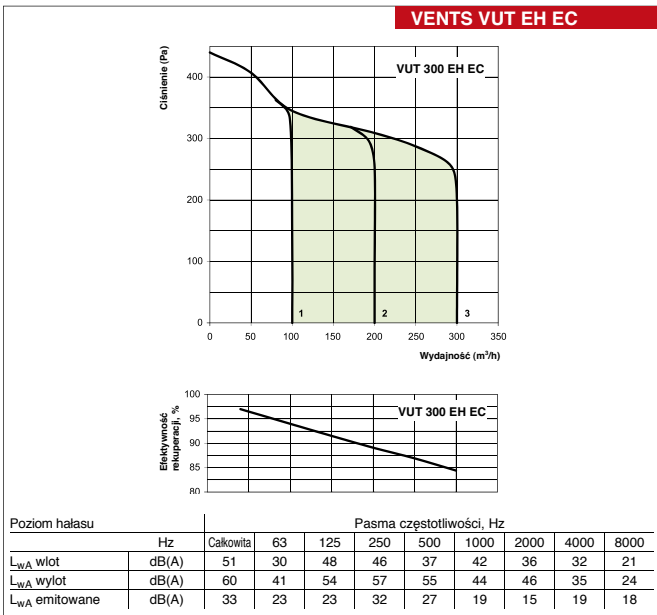 VENTS VUT EH EC
VUT 300 EH EC
Ciśnienie (Pa)
400
300
200
100
0
1 2 3
0 50 100 150 200 250 300 350
Wydajność (m³/h)
VUT 300 EH EC
Efektywność
rekuperacji, %
100
95
90
85
80
Poziom hałasu Pasma częstotliwości, Hz
Hz Całkowita 63 125 250 500 1000 2000 4000 8000
LwA wlot dB(A) 51 30 48 46 37 42 36 32 21
LwA wylot dB(A) 60 41 54 57 55 44 46 35 24
LwA emitowane dB(A) 33 23 23 32 27 19 15 19 18